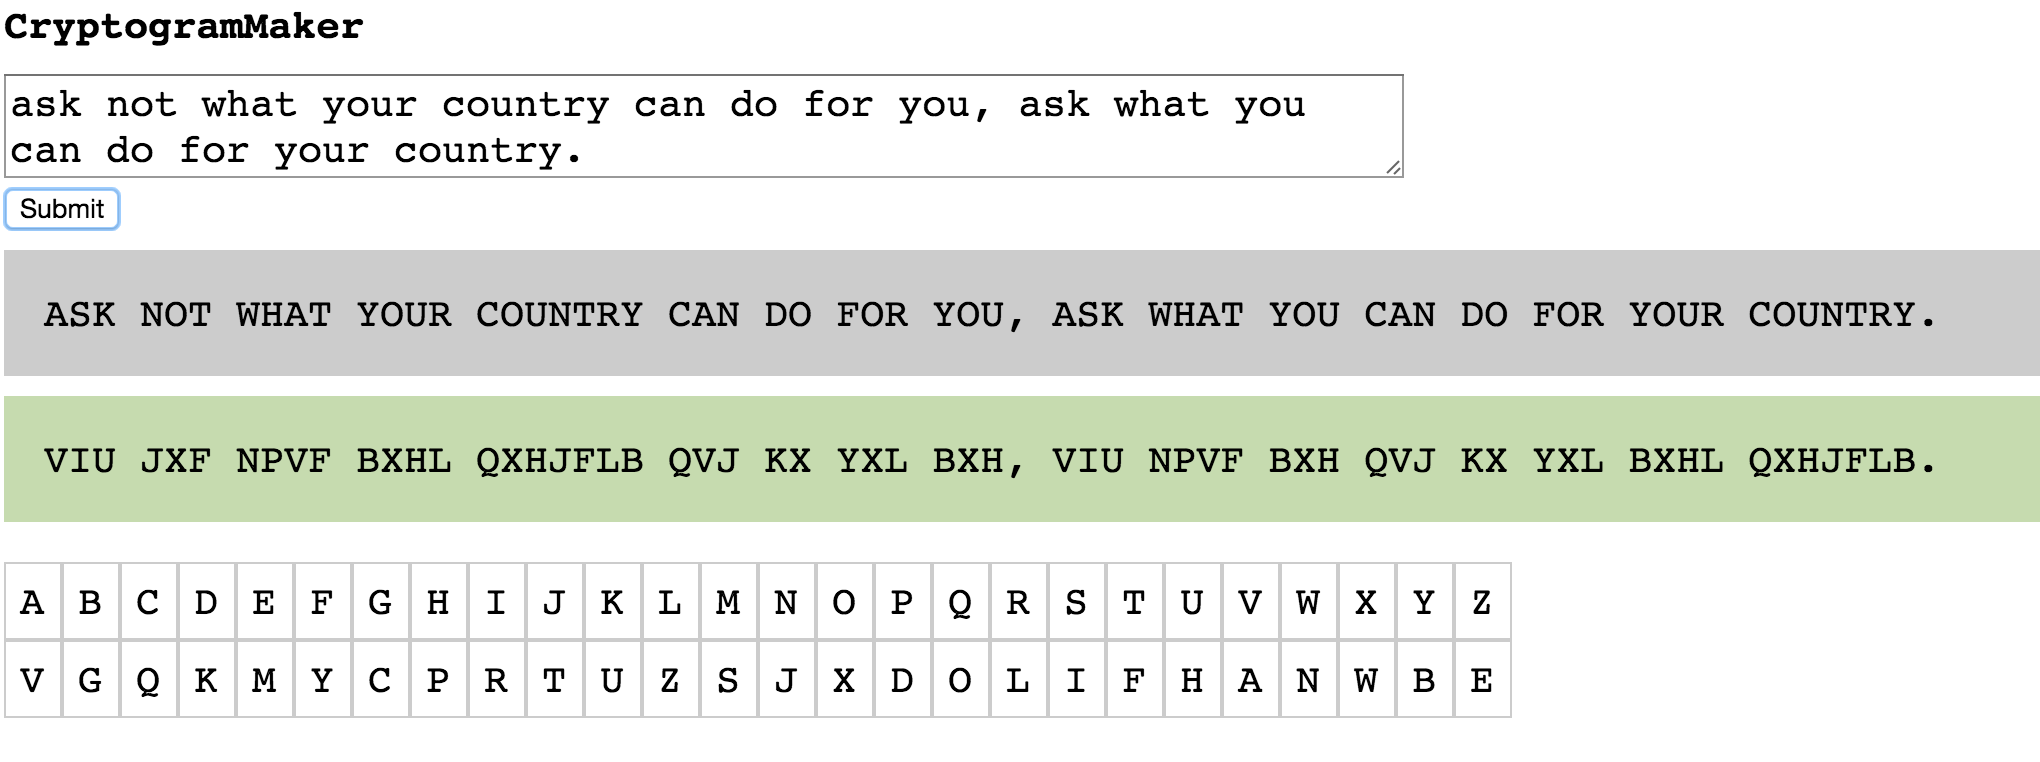 CryptogramMaker
ask not what your country can do for you, ask what you
can do for your country.
Submit
ASK NOT WHAT YOUR COUNTRY CAN DO FOR YOU, ASK WHAT YOU CAN DO FOR YOUR COUNTRY.
VIU JXF NPVF BXHL QXHJFLB QVJ KX YXL BXH, VIU NPVF BXH QVJ KX YXL BXHL QXHJFLB.
A B C D E F G H I J K L M N O P Q R S T U V W X Y Z
V G Q K M Y C P R T U Z S J X D O L I F H A N W B E